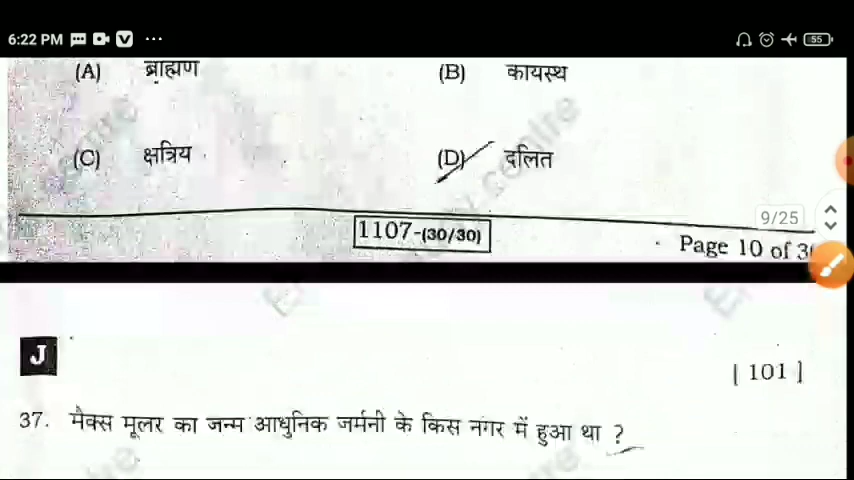 6:22 PM ...
55
(A) ब्राह्मण (B) कायस्थ
(C) क्षत्रिय (D) दलित
1107-(30/30)
9/25
Page 10 of
J
[ 101 ]
37. मैक्स मूलर का जन्म आधुनिक जर्मनी के किस नगर में हुआ था ?